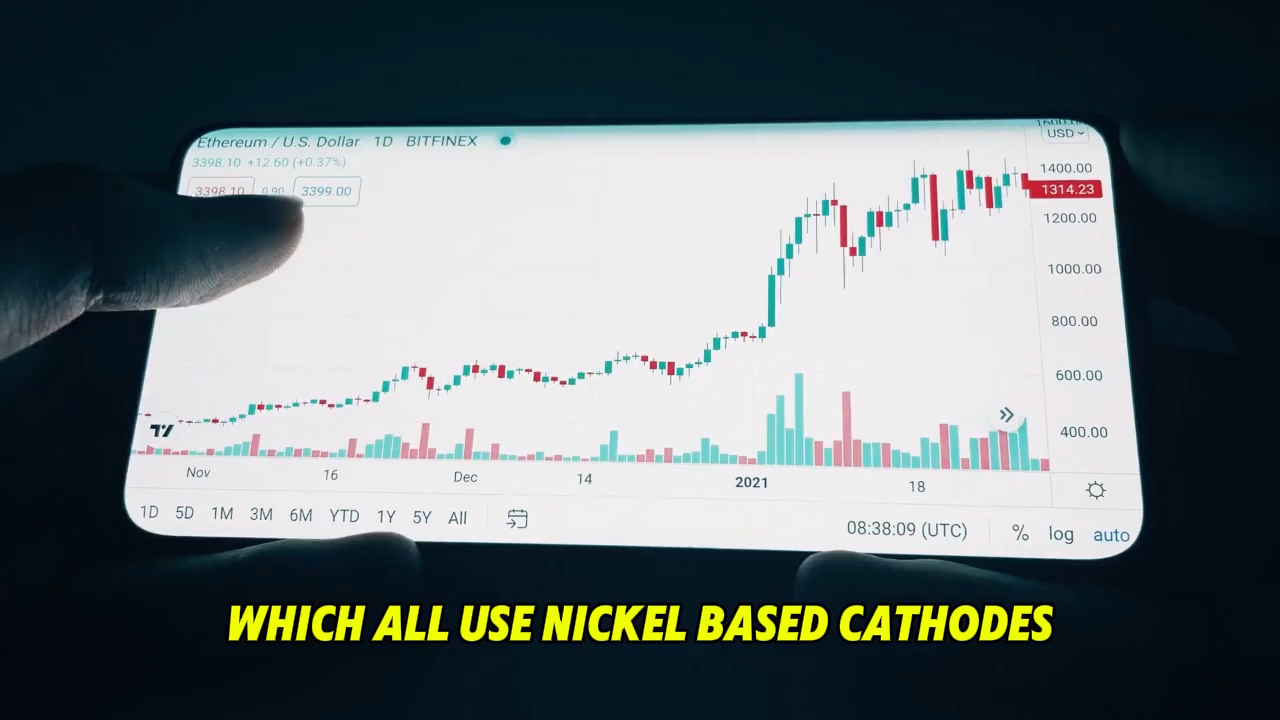 Ethereum / U.S. Dollar · 1D BITFINEX
3398.10 +12.60 (+0.37%)
3398.10 0.90 3399.00
USD
1400.00
1314.23
1200.00
1000.00
800.00
600.00
400.00
Nov 16 Dec 14 2021 18
1D 5D 1M 3M 6M YTD 1Y 5Y All
08:38:09 (UTC) % log auto
WHICH ALL USE NICKEL BASED CATHODES